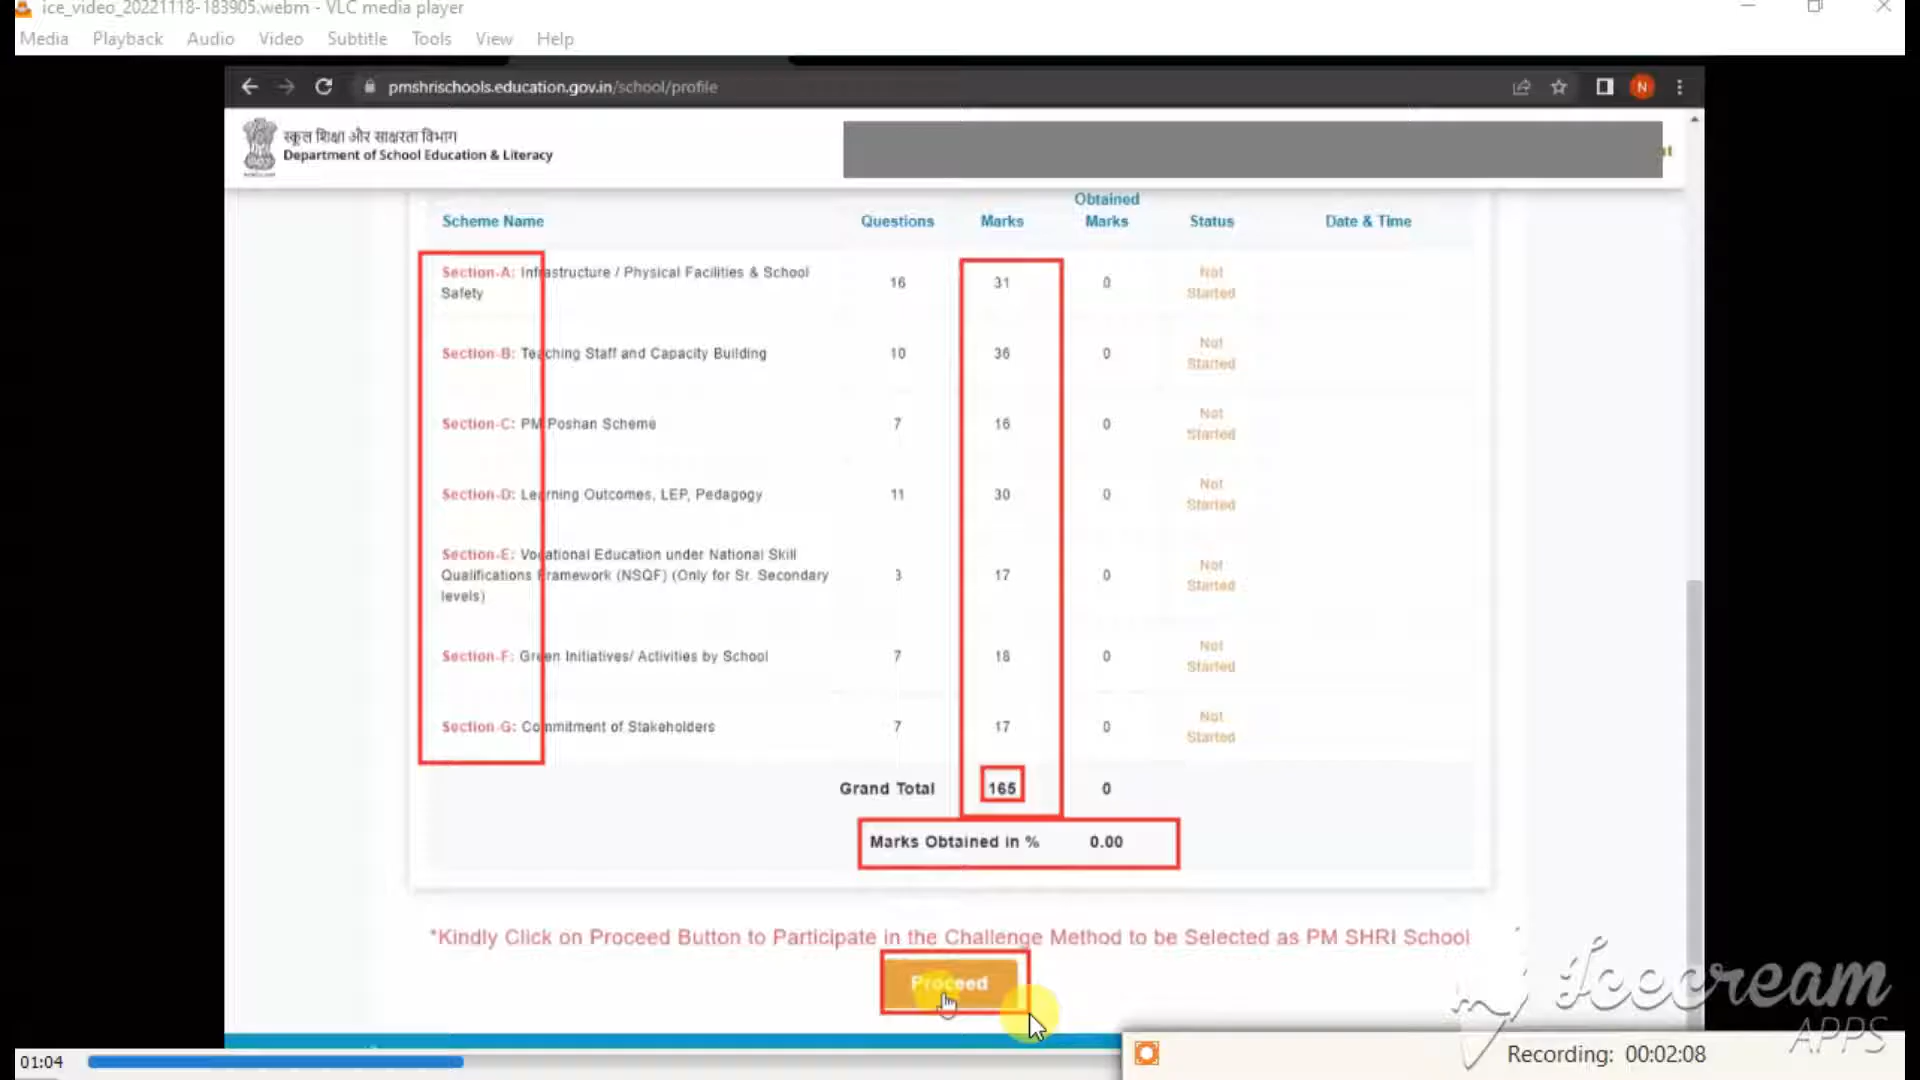 ice_video_20221118-183905.webm - VLC media player
Media Playback Audio Video Subtitle Tools View Help
pmshrischools.education.gov.in/school/profile
N
स्कूल शिक्षा और साक्षरता विभाग
Department of School Education & Literacy
Scheme Name Questions Marks Obtained Marks Status Date & Time
Section-A: Infrastructure / Physical Facilities & School Safety 16 31 0 Not Started
Section-B: Teaching Staff and Capacity Building 10 36 0 Not Started
Section-C: PM Poshan Scheme 7 16 0 Not Started
Section-D: Learning Outcomes, LEP, Pedagogy 11 30 0 Not Started
Section-E: Vocational Education under National Skill Qualifications Framework (NSQF) (Only for Sr. Secondary levels) 3 17 0 Not Started
Section-F: Green Initiatives/ Activities by School 7 18 0 Not Started
Section-G: Commitment of Stakeholders 7 17 0 Not Started
Grand Total 165 0
Marks Obtained in % 0.00
*Kindly Click on Proceed Button to Participate in the Challenge Method to be Selected as PM SHRI School
Proceed
Icecream
APPS
01:04
Recording: 00:02:08